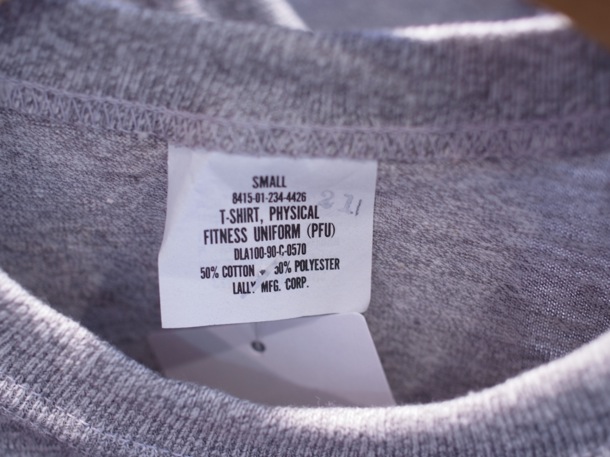 SMALL
8415-01-234-4426
T-SHIRT, PHYSICAL
FITNESS UNIFORM (PFU)
DLA100-90-C-0570
50% COTTON 50% POLYESTER
MFG. CORP.